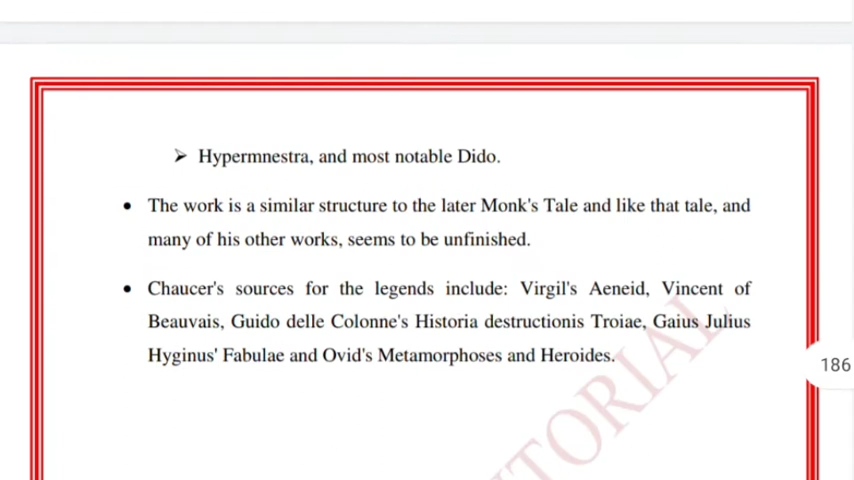 ➢ Hypermnestra, and most notable Dido.
• The work is a similar structure to the later Monk's Tale and like that tale, and
many of his other works, seems to be unfinished.
• Chaucer's sources for the legends include: Virgil's Aeneid, Vincent of
Beauvais, Guido delle Colonne's Historia destructionis Troiae, Gaius Julius
Hyginus' Fabulae and Ovid's Metamorphoses and Heroides.
186
TORIAL